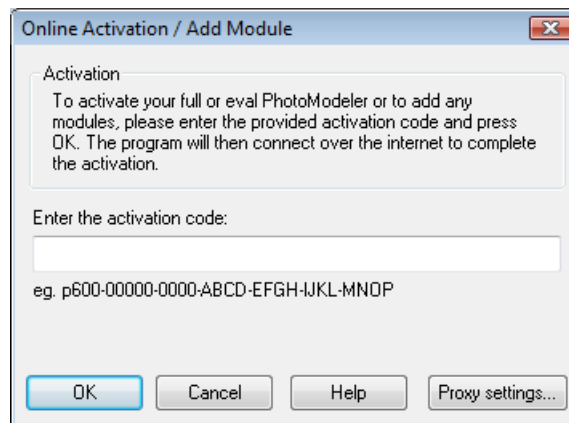 Online Activation / Add Module
Activation
To activate your full or eval PhotoModeler or to add any
modules, please enter the provided activation code and press
OK. The program will then connect over the internet to complete
the activation.
Enter the activation code:
eg. p600-00000-0000-ABCD-EFGH-IJKL-MNOP
OK Cancel Help Proxy settings...